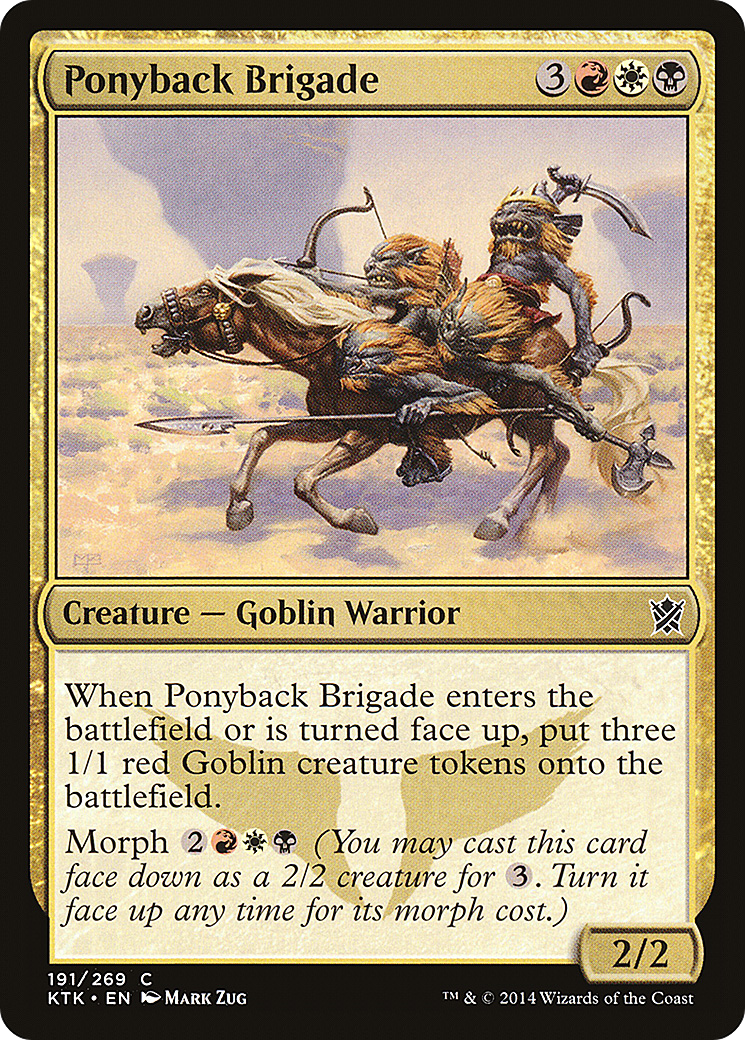 Ponyback Brigade 3
Creature — Goblin Warrior
When Ponyback Brigade enters the
battlefield or is turned face up, put three
1/1 red Goblin creature tokens onto the
battlefield.
Morph 2 (You may cast this card
face down as a 2/2 creature for 3. Turn it
face up any time for its morph cost.)
2/2
191/269 C
KTK • EN Mark Zug
™ & © 2014 Wizards of the Coast